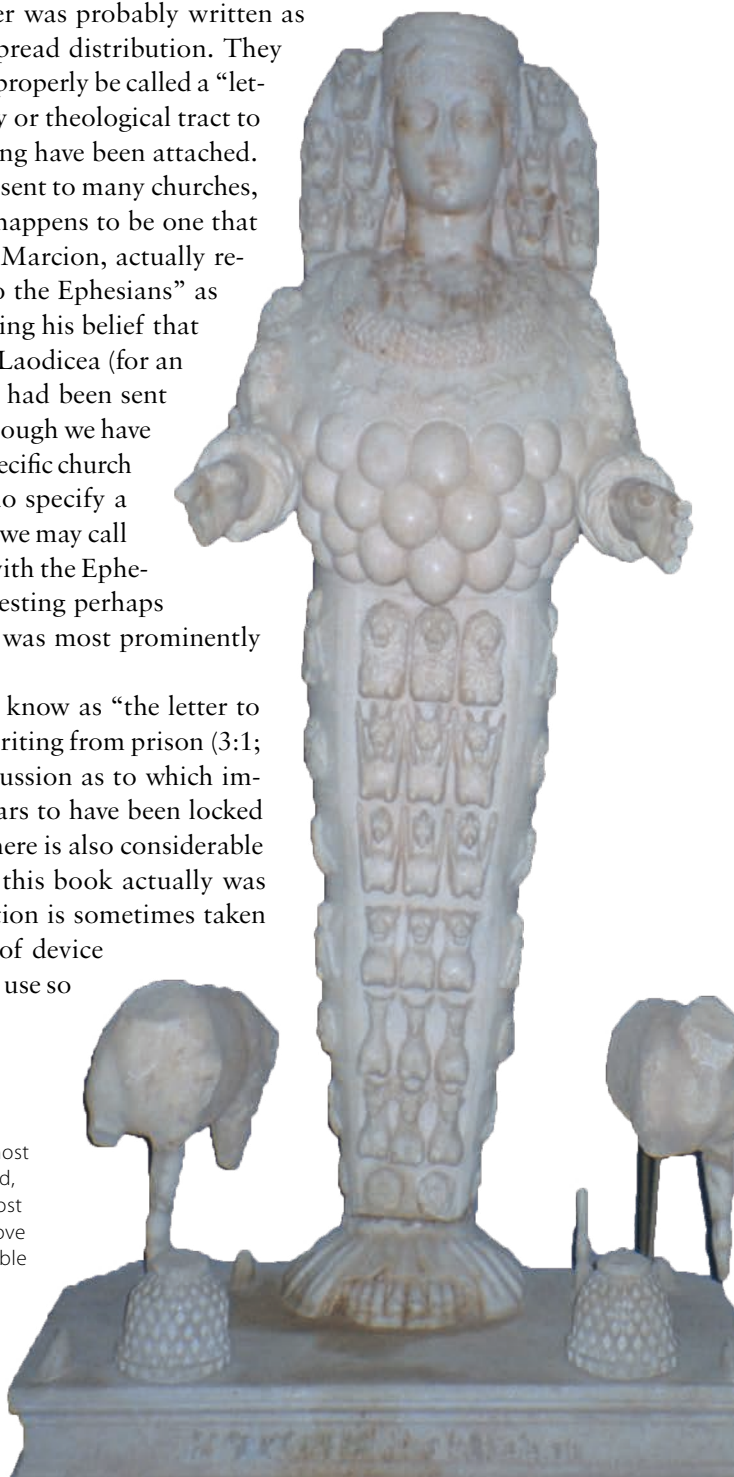 er was probably written as
pread distribution. They
properly be called a “let-
y or theological tract to
ng have been attached.
sent to many churches,
happens to be one that
Marcion, actually re-
o the Ephesians” as
ing his belief that
Laodicea (for an
had been sent
ough we have
ecific church
o specify a
we may call
ith the Ephe-
esting perhaps
was most prominently
know as “the letter to
riting from prison (3:1;
ussion as to which im-
ars to have been locked
here is also considerable
this book actually was
tion is sometimes taken
of device
use so
ost
d,
ost
ove
ble